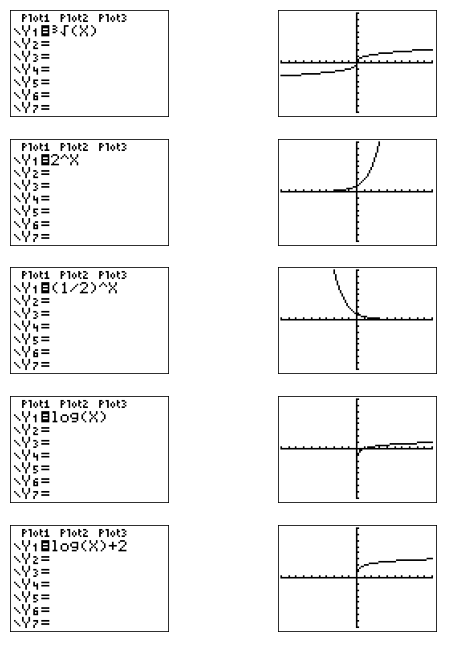 Plot1 Plot2 Plot3
\Y1=³√(X)
\Y2=
\Y3=
\Y4=
\Y5=
\Y6=
\Y7=
Plot1 Plot2 Plot3
\Y1=2^X
\Y2=
\Y3=
\Y4=
\Y5=
\Y6=
\Y7=
Plot1 Plot2 Plot3
\Y1=(1/2)^X
\Y2=
\Y3=
\Y4=
\Y5=
\Y6=
\Y7=
Plot1 Plot2 Plot3
\Y1=log(X)
\Y2=
\Y3=
\Y4=
\Y5=
\Y6=
\Y7=
Plot1 Plot2 Plot3
\Y1=log(X)+2
\Y2=
\Y3=
\Y4=
\Y5=
\Y6=
\Y7=